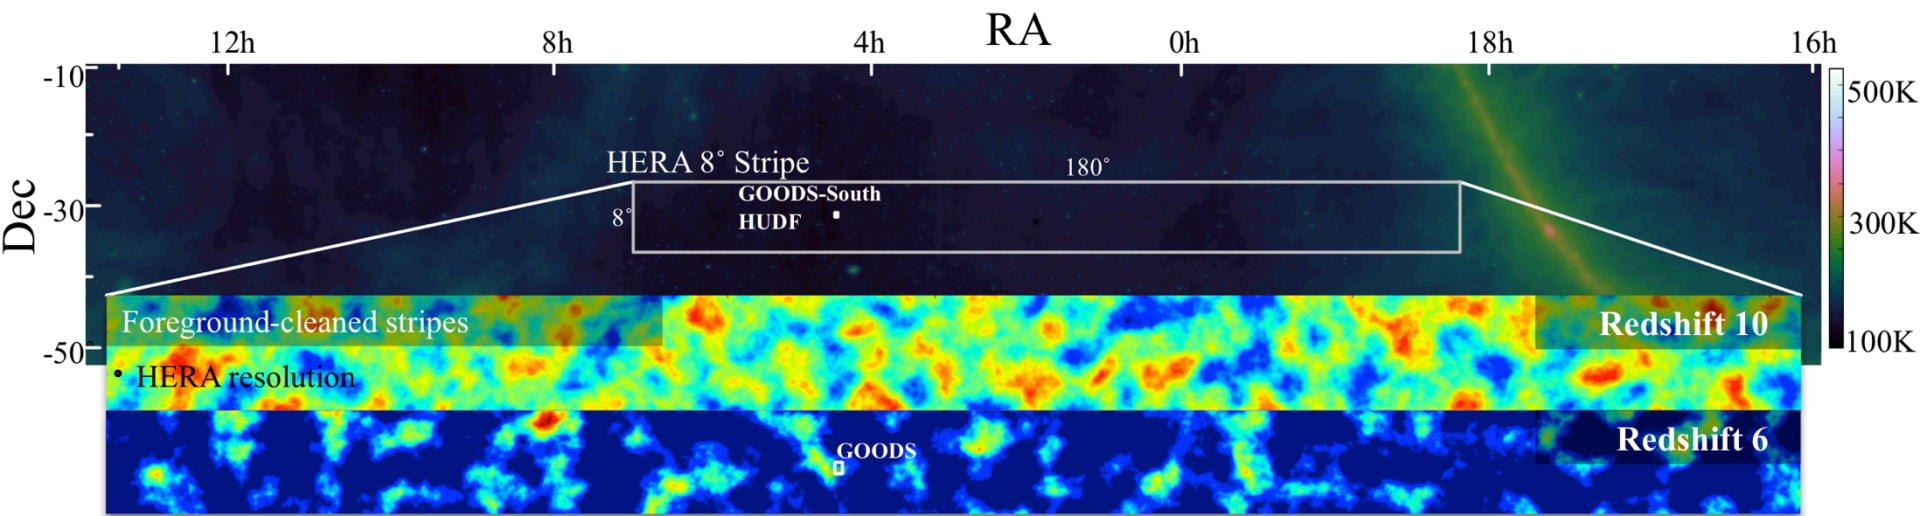 RA
12h 8h 4h 0h 18h 16h
-10
500K
HERA 8° Stripe
180°
GOODS-South
-30
Dec
8°
HUDF
300K
Foreground-cleaned stripes
Redshift 10
100K
-50
HERA resolution
Redshift 6
GOODS